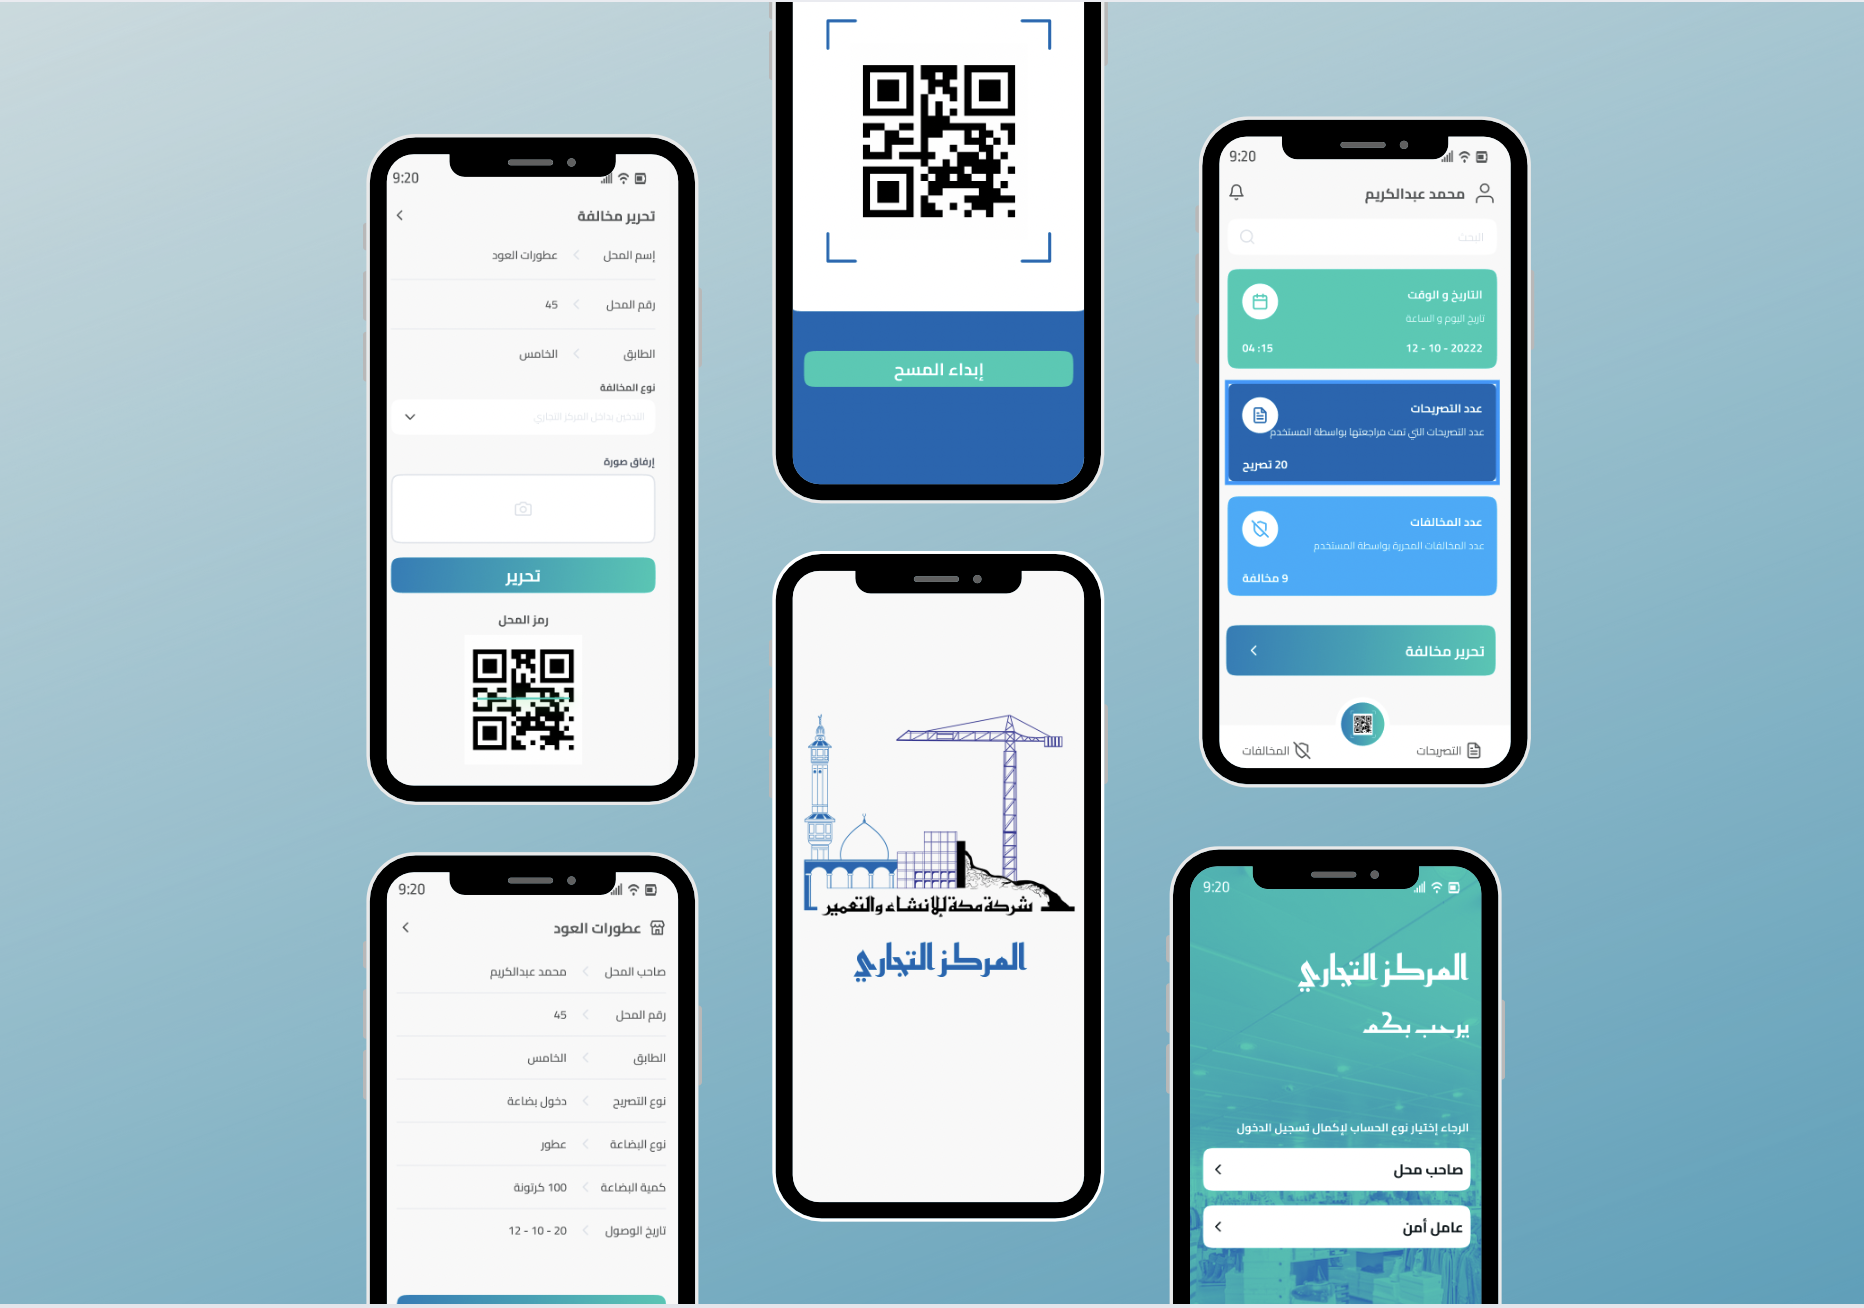 9:20
تحرير مخالفة
إسم المحل
عطورات العود
رقم المحل
45
الطابق
الخامس
نوع المخالفة
التدخين بداخل المركز التجاري
إرفاق صورة
تحرير
رمز المحل
9:20
عطورات العود
صاحب المحل
محمد عبدالكريم
رقم المحل
45
الطابق
الخامس
نوع التصريح
دخول بضاعة
نوع البضاعة
عطور
كمية البضاعة
100 كرتونة
تاريخ الوصول
12 - 10 - 20
إبداء المسح
شركة مكة للإنشاء والتعمير
المركز التجاري
9:20
محمد عبدالكريم
البحث
التاريخ و الوقت
تاريخ اليوم و الساعة
12 - 10 - 20222
04 :15
عدد التصريحات
عدد التصريحات التي تمت مراجعتها بواسطة المستخدم
20 تصريح
عدد المخالفات
عدد المخالفات المحررة بواسطة المستخدم
9 مخالفة
تحرير مخالفة
التصريحات
المخالفات
9:20
المركز التجاري
يرحب بكم
الرجاء إختيار نوع الحساب لإكمال تسجيل الدخول
صاحب محل
عامل أمن